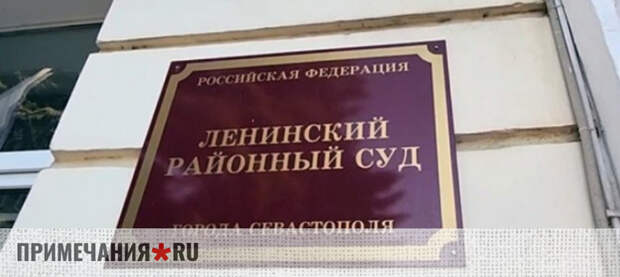 РОССИЙСКАЯ ФЕДЕРАЦИЯ
ЛЕНИНСКИЙ
РАЙОННЫЙ СУД
ГОРОДА СЕВАСТОПОЛЯ
ПРИМЕЧАНИЯ*RU